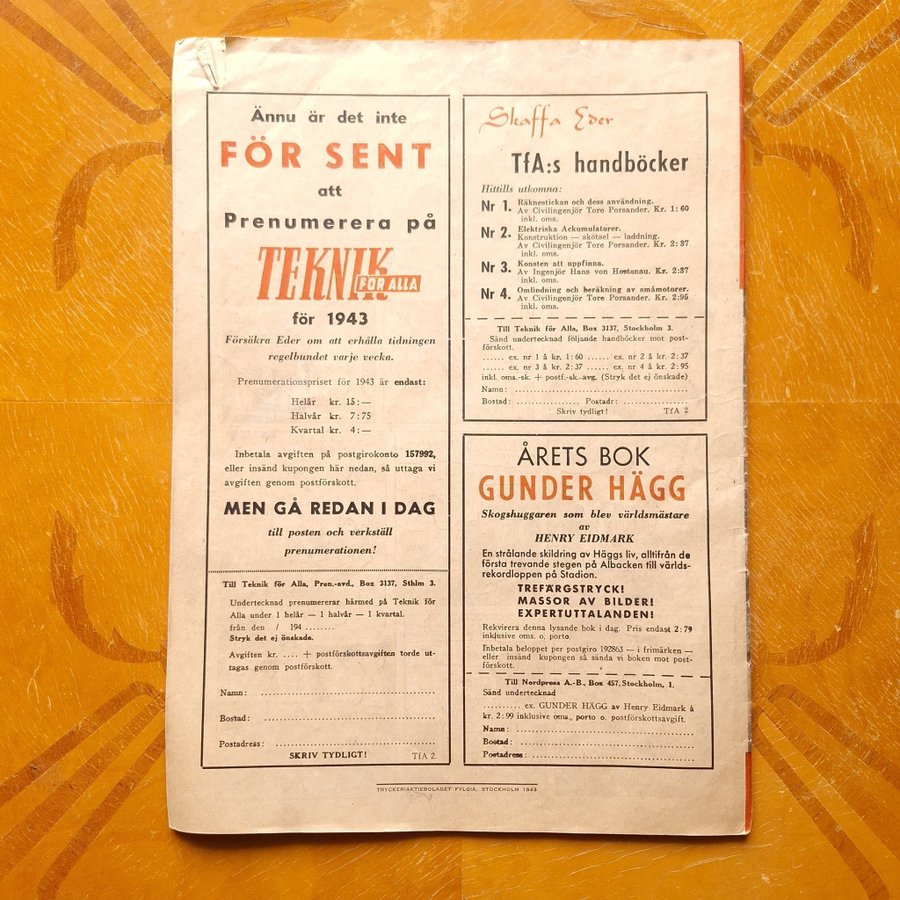 Ännu är det inte
FÖR SENT
att
Prenumerera på
TEKNIK
FÖR ALLA
för 1943
Försäkra Eder om att erhålla tidningen
regelbundet varje vecka.
Prenumerationspriset för 1943 är endast:
Helår kr. 15:—
Halvår kr. 7:75
Kvartal kr. 4:—
Inbetala avgiften på postgirokonto 157992,
eller insänd kupongen här nedan, så uttaga vi
avgiften genom postförskott.
MEN GÅ REDAN I DAG
till posten och verkställ
prenumerationen!
Till Teknik för Alla, Pren.-avd., Box 3137, Sthlm 3.
Undertecknad prenumererar härmed på Teknik för
Alla under 1 helår — 1 halvår — 1 kvartal.
från den / 194 ........
Stryk det ej önskade.
Avgiften kr. .... + postförskottsavgiften torde ut-
tagas genom postförskott.
Namn: ........................................
Bostad: ........................................
Postadress: ........................................
SKRIV TYDLIGT! TfA 2.
Skaffa Eder
TfA:s handböcker
Hittills utkomna:
Nr 1. Räknestickan och dess användning.
Av Civilingenjör Tore Porsander. Kr. 1:60
inkl. oms.
Nr 2. Elektriska Ackumulatorer.
Konstruktion — skötsel — laddning.
Av Civilingenjör Tore Porsander. Kr. 2:37
inkl. oms.
Nr 3. Konsten att uppfinna.
Av Ingenjör Hans von Hostenau. Kr. 2:37
inkl. oms.
Nr 4. Omlindning och beräkning av småmotorer.
Av Civilingenjör Tore Porsander. Kr. 2:95
inkl. oms.
Till Teknik för Alla, Box 3137, Stockholm 3.
Sänd undertecknad följande handböcker mot post-
förskott.
...... ex. nr 1 à kr. 1:60 ...... ex. nr 2 à kr. 2:37
...... ex. nr 3 à kr. 2:37 ...... ex. nr 4 à kr. 2:95
inkl. oms.-sk. + postf.-sk.-avg. (Stryk det ej önskade)
Namn: ........................................
Bostad: .................. Postadr: ..................
Skriv tydligt! TfA 2
ÅRETS BOK
GUNDER HÄGG
Skogshuggaren som blev världsmästare
av
HENRY EIDMARK
En strålande skildring av Häggs liv, alltifrån de
första trevande stegen på Albacken till världs-
rekordloppen på Stadion.
TREFÄRGSTRYCK!
MASSOR AV BILDER!
EXPERTUTTALANDEN!
Rekvirera denna lysande bok i dag. Pris endast 2:79
inklusive oms. o. porto.
Inbetala beloppet per postgiro 192863 — i frimärken —
eller insänd kupongen så sända vi boken mot post-
förskott.
Till Nordpress A.-B., Box 457, Stockholm, 1.
Sänd undertecknad
.......... ex. GUNDER HÄGG av Henry Eidmark à
kr. 2:99 inklusive oms., porto o. postförskottsavgift.
Namn: ........................................
Bostad: ........................................
Postadress: ........................................
TRYCKERIAKTIEBOLAGET FYLGIA, STOCKHOLM 1943